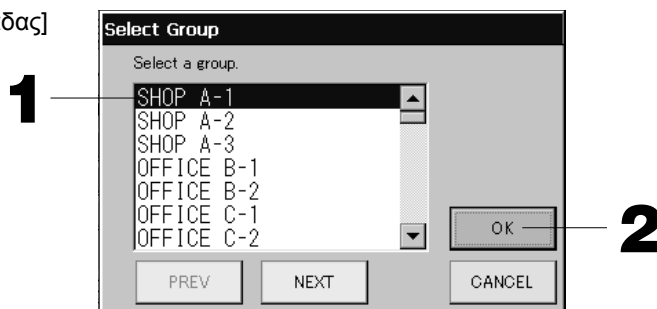 Select Group
Select a group.
1
SHOP A-1
SHOP A-2
SHOP A-3
OFFICE B-1
OFFICE B-2
OFFICE C-1
OFFICE C-2
OK
2
PREV
NEXT
CANCEL